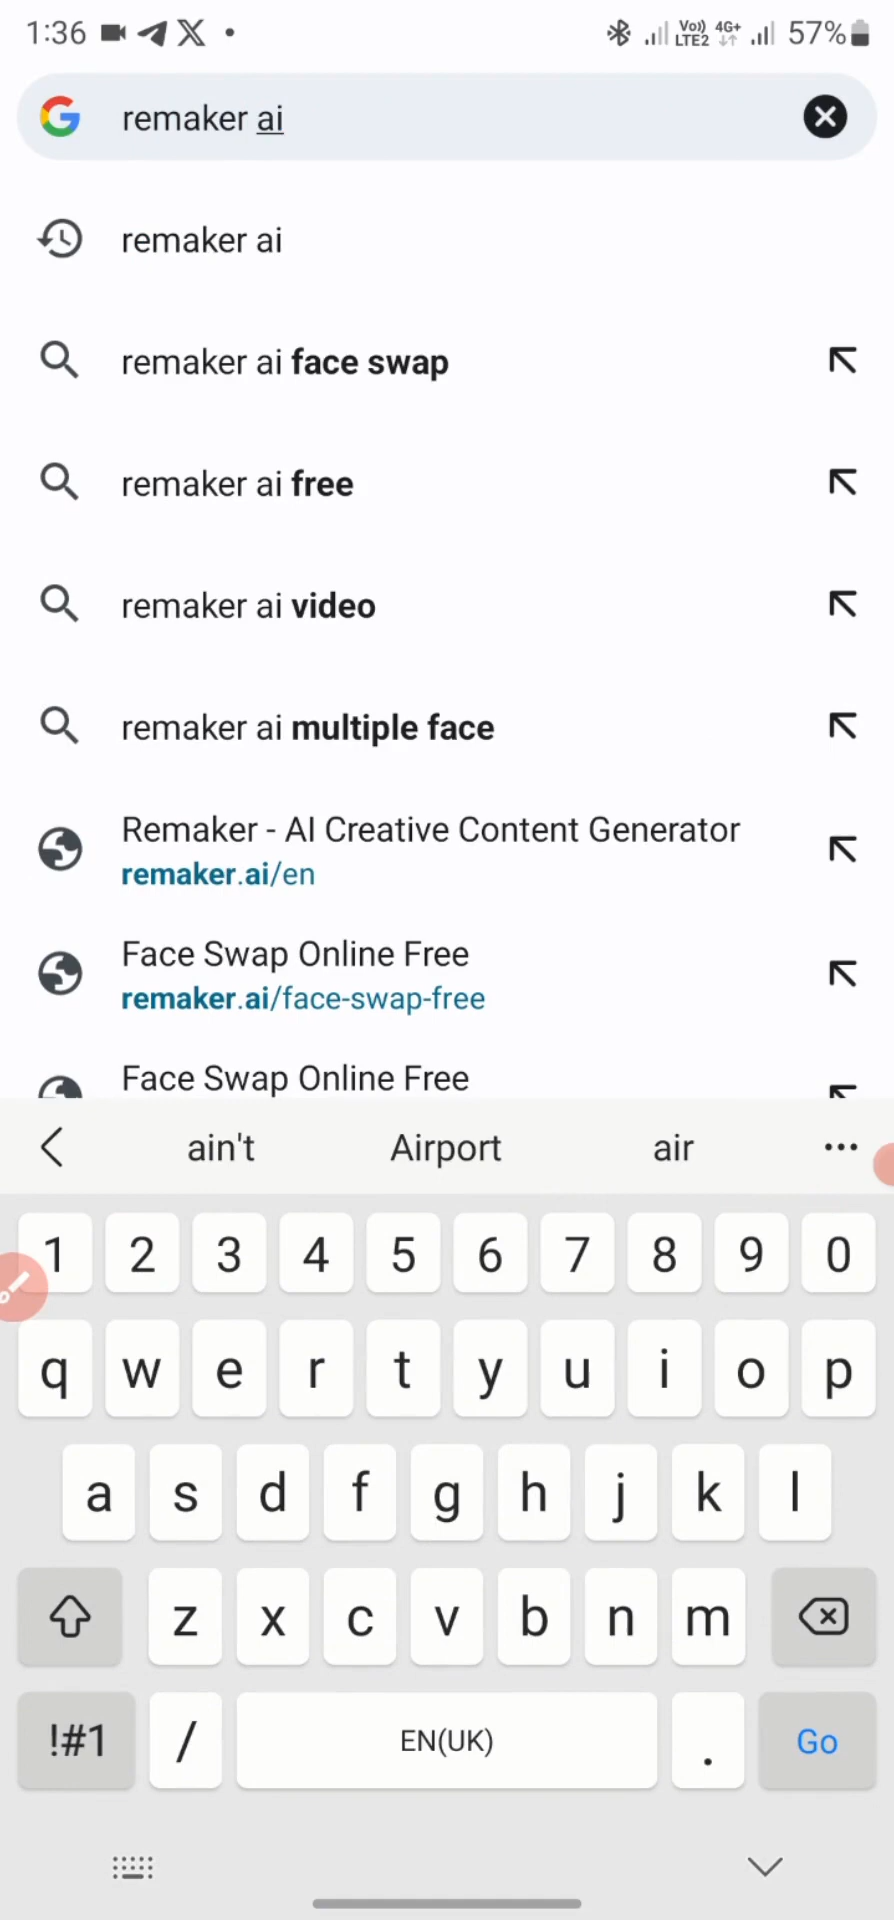 1:36
Vo)) LTE2 4G+ 57%
remaker ai
remaker ai
remaker ai face swap
remaker ai free
remaker ai video
remaker ai multiple face
Remaker - AI Creative Content Generator
remaker.ai/en
Face Swap Online Free
remaker.ai/face-swap-free
Face Swap Online Free
ain't Airport air
1 2 3 4 5 6 7 8 9 0
q w e r t y u i o p
a s d f g h j k l
z x c v b n m
!#1 / EN(UK) . Go